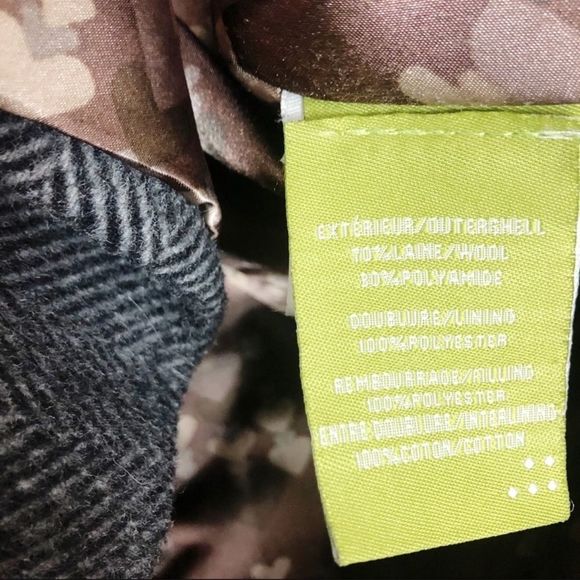 EXTÉRIEUR/OUTERSHELL
70%LAINE/WOOL
30%POLYAMIDE
DOUBLURE/LINING
100%POLYESTER
REMBOURRAGE/FILLING
100%POLYESTER
ENTRE-DOUBLURE/INTERLINING
100%COTON/COTTON